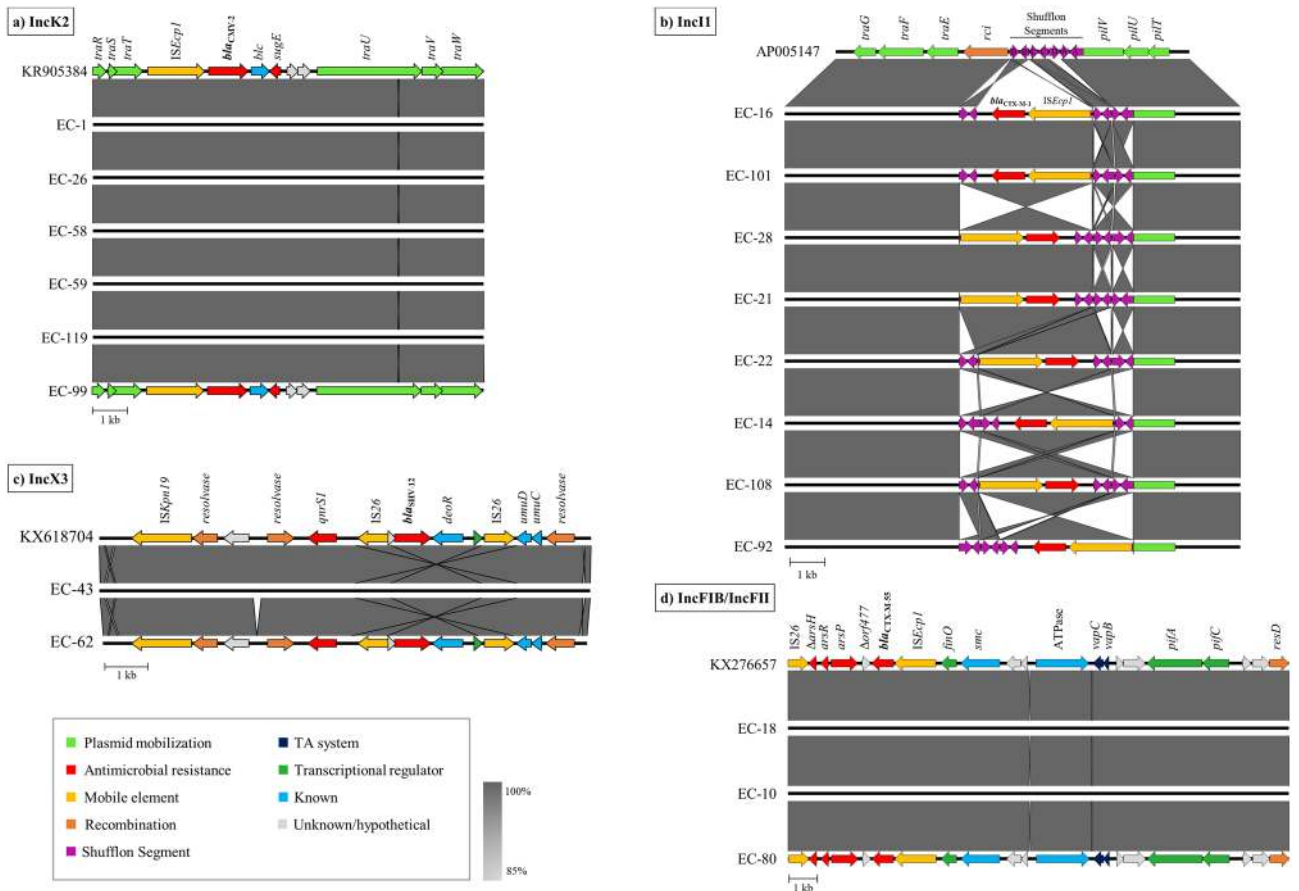 a) IncK2
traR
traS
traT
ISEcp1
blaCMY-2
blc
sugE
traU
traV
traW
KR905384
EC-1
EC-26
EC-58
EC-59
EC-119
EC-99
1 kb
b) IncI1
traG
traF
traE
rci
Shufflon
Segments
pilV
pilU
pilT
AP005147
blaCTX-M-1
ISEcp1
EC-16
EC-101
EC-28
EC-21
EC-22
EC-14
EC-108
EC-92
1 kb
c) IncX3
ISKpn19
resolvase
resolvase
qnrS1
IS26
blaSHV-12
deoR
IS26
umuD
umuC
resolvase
KX618704
EC-43
EC-62
1 kb
d) IncFIB/IncFII
IS26
ΔarsH
arsR
arsP
Δorf477
blaCTX-M-55
ISEcp1
finO
smc
ATPase
vapC
vapB
pifA
pifC
resD
KX276657
EC-18
EC-10
EC-80
1 kb
Plasmid mobilization
Antimicrobial resistance
Mobile element
Recombination
Shufflon Segment
TA system
Transcriptional regulator
Known
Unknown/hypothetical
100%
85%